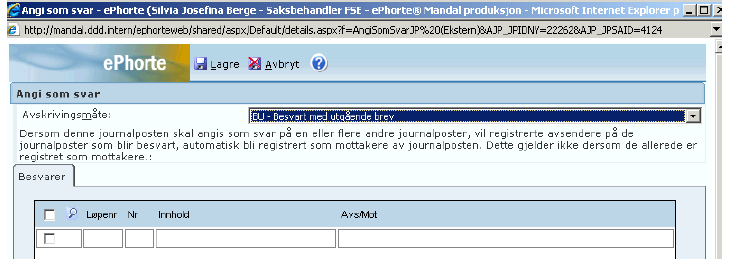 Angi som svar - ePhorte (Silvia Josefina Berge - Saksbehandler FSE - ePhorte® Mandal produksjon - Microsoft Internet Explorer p
http://mandal.ddd.intern/ephorteweb/shared/aspx/Default/details.aspx?f=AngiSomSvarJP%20(Ekstern)&AJP_JPIDNY=22262&AJP_JPSAID=4124
ePhorte Lagre Avbryt ?
Angi som svar
Avskrivingsmåte: BU - Besvart med utgående brev
Dersom denne journalposten skal angis som svar på en eller flere andre journalposter, vil registrerte avsendere på de
journalposter som blir besvart, automatisk bli registrert som mottakere av journalposten. Dette gjelder ikke dersom de allerede er
registret som mottakere.:
Besvarer
Løpenr Nr Innhold Avs/Mot